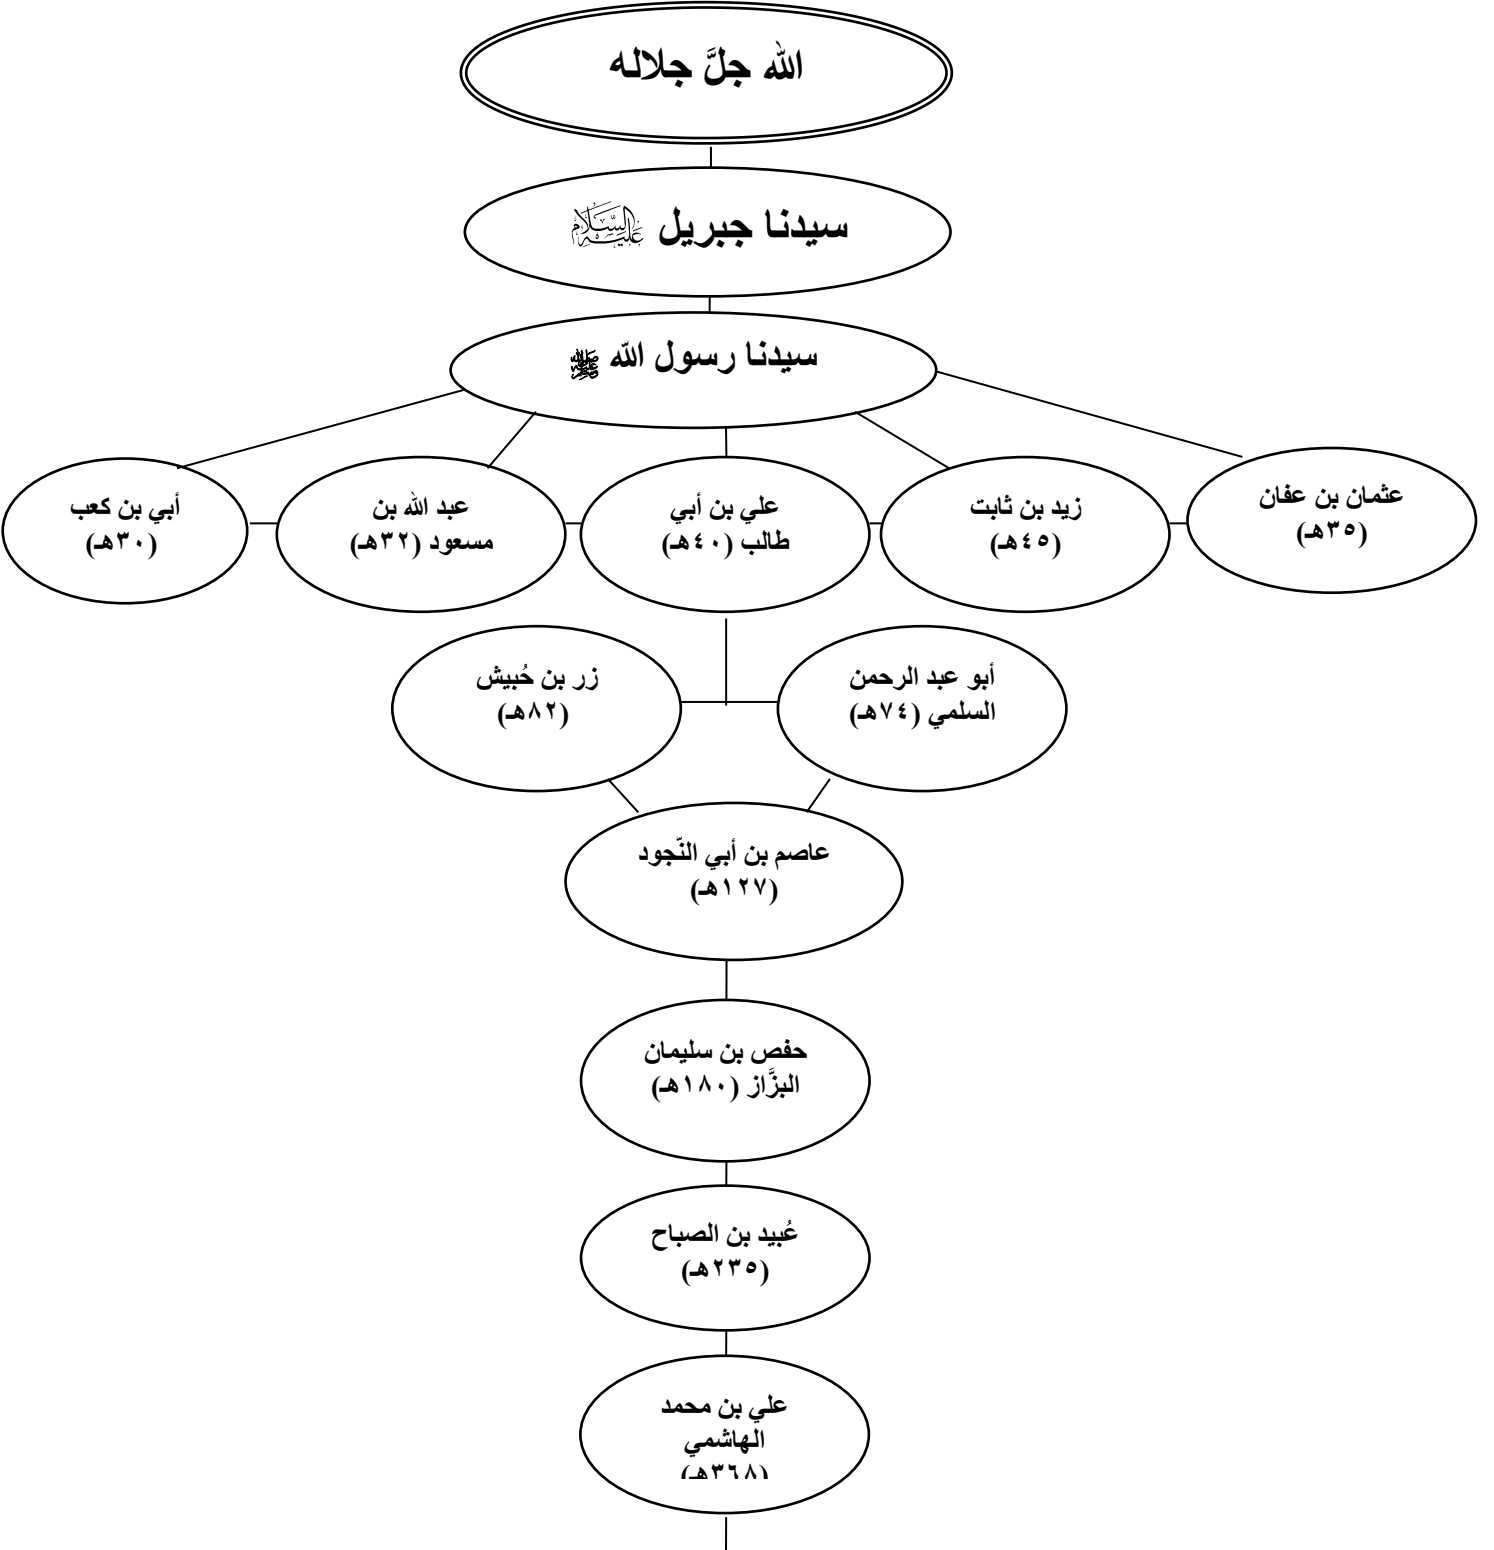 الله جلَّ جلاله
سيدنا جبريل عَلَيْهِ السَّلَام
سيدنا رسول الله ﷺ
عثمان بن عفان
(٣٥هـ)
زيد بن ثابت
(٤٥هـ)
علي بن أبي
طالب (٤٠هـ)
عبد الله بن
مسعود (٣٢هـ)
أبي بن كعب
(٣٠هـ)
أبو عبد الرحمن
السلمي (٧٤هـ)
زر بن حُبيش
(٨٢هـ)
عاصم بن أبي النّجود
(١٢٧هـ)
حفص بن سليمان
البزَّاز (١٨٠هـ)
عُبيد بن الصباح
(٢٣٥هـ)
علي بن محمد
الهاشمي
(٣٦٨هـ)